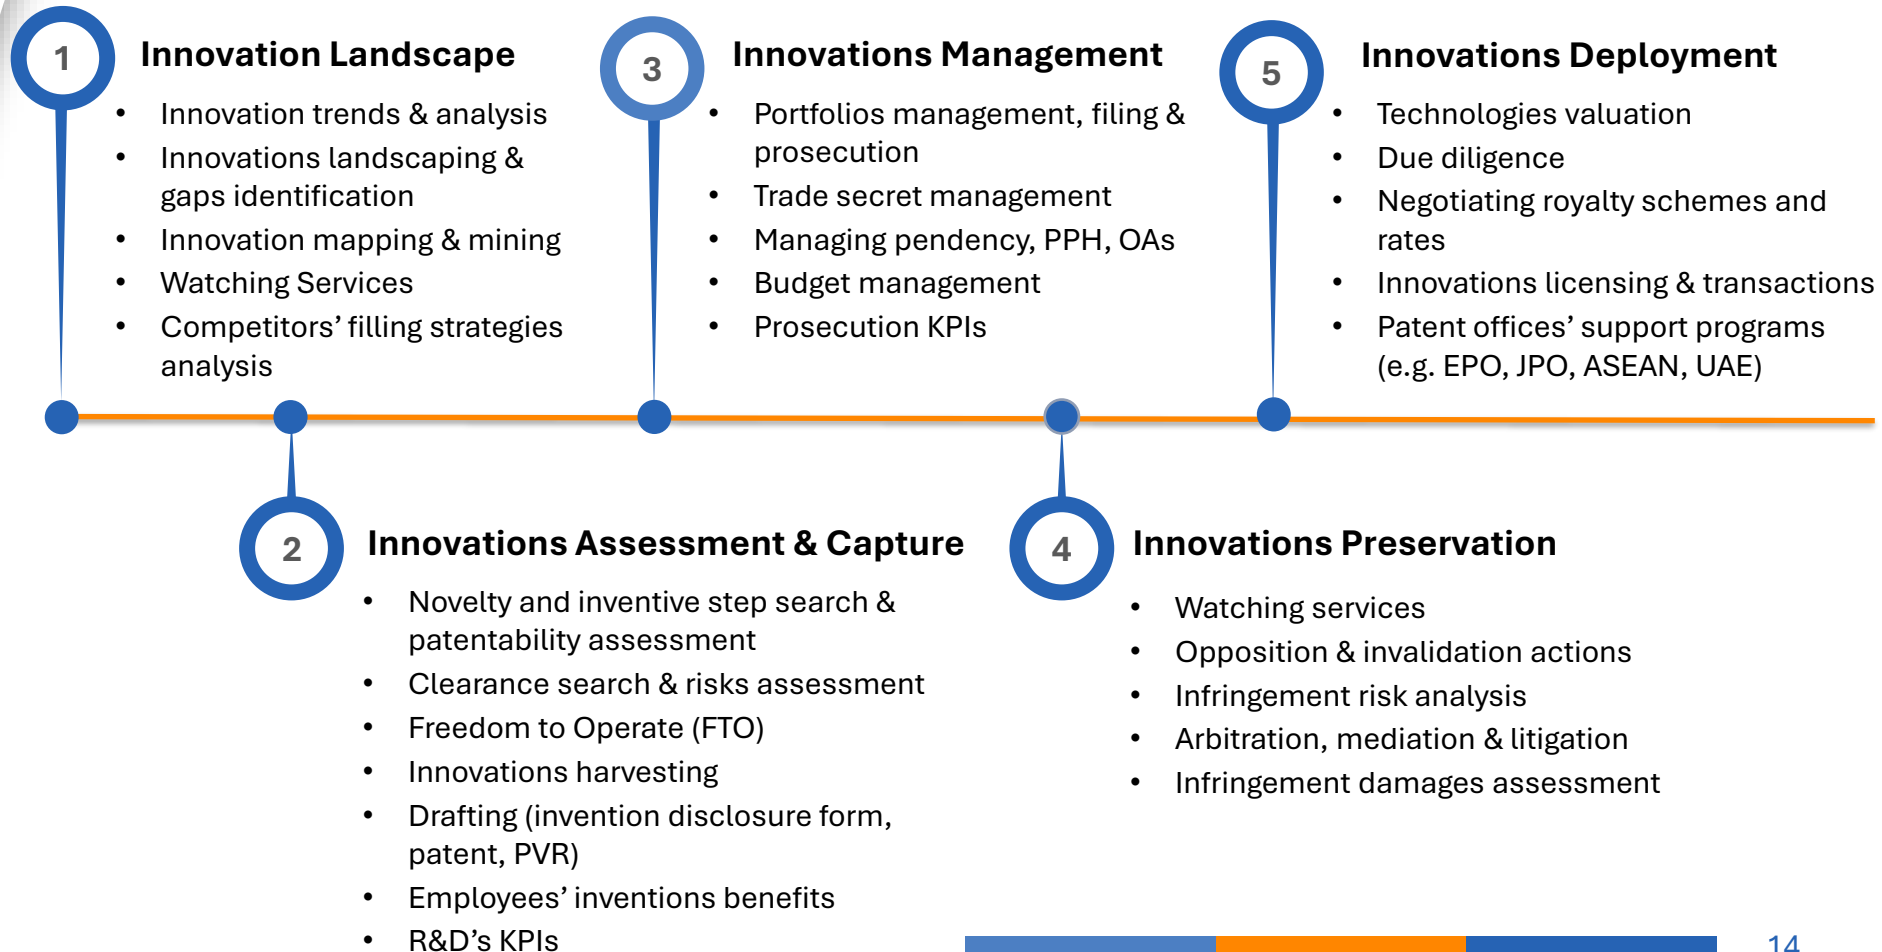 1
Innovation Landscape
• Innovation trends & analysis
• Innovations landscaping &
gaps identification
• Innovation mapping & mining
• Watching Services
• Competitors’ filling strategies
analysis
3
Innovations Management
• Portfolios management, filing &
prosecution
• Trade secret management
• Managing pendency, PPH, OAs
• Budget management
• Prosecution KPIs
5
Innovations Deployment
• Technologies valuation
• Due diligence
• Negotiating royalty schemes and
rates
• Innovations licensing & transactions
• Patent offices’ support programs
(e.g. EPO, JPO, ASEAN, UAE)
2
Innovations Assessment & Capture
• Novelty and inventive step search &
patentability assessment
• Clearance search & risks assessment
• Freedom to Operate (FTO)
• Innovations harvesting
• Drafting (invention disclosure form,
patent, PVR)
• Employees’ inventions benefits
• R&D’s KPIs
4
Innovations Preservation
• Watching services
• Opposition & invalidation actions
• Infringement risk analysis
• Arbitration, mediation & litigation
• Infringement damages assessment
14